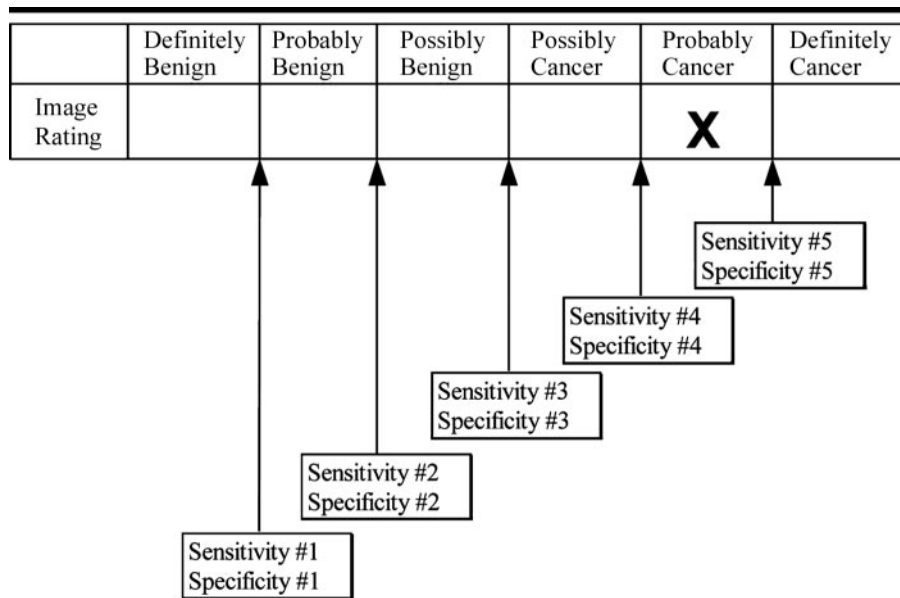 Definitely Benign
Probably Benign
Possibly Benign
Possibly Cancer
Probably Cancer
Definitely Cancer
Image Rating
X
Sensitivity #5
Specificity #5
Sensitivity #4
Specificity #4
Sensitivity #3
Specificity #3
Sensitivity #2
Specificity #2
Sensitivity #1
Specificity #1